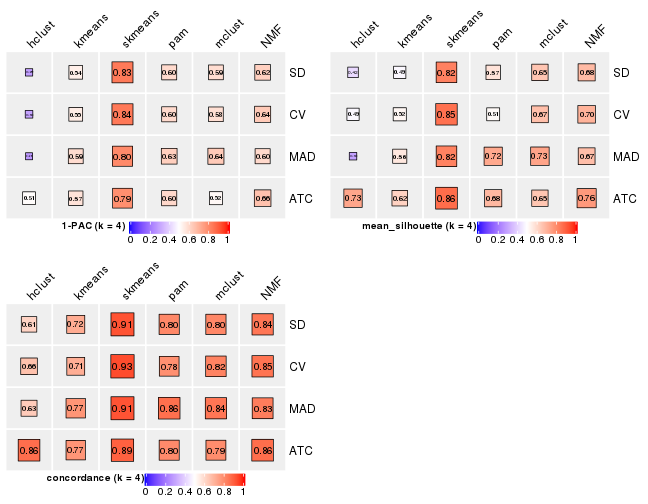 hclust kmeans skmeans pam mclust NMF
0.54 0.83 0.60 0.59 0.62 SD
0.55 0.84 0.60 0.58 0.64 CV
0.59 0.80 0.63 0.64 0.60 MAD
0.51 0.57 0.79 0.60 0.52 0.66 ATC
1-PAC (k = 4)
0 0.2 0.4 0.6 0.8 1
hclust kmeans skmeans pam mclust NMF
0.49 0.82 0.57 0.65 0.68 SD
0.49 0.52 0.85 0.51 0.67 0.70 CV
0.56 0.82 0.72 0.73 0.67 MAD
0.73 0.62 0.86 0.68 0.65 0.76 ATC
mean_silhouette (k = 4)
0 0.2 0.4 0.6 0.8 1
hclust kmeans skmeans pam mclust NMF
0.61 0.72 0.91 0.80 0.80 0.84 SD
0.66 0.71 0.93 0.78 0.82 0.85 CV
0.63 0.77 0.91 0.86 0.84 0.83 MAD
0.86 0.77 0.89 0.80 0.79 0.86 ATC
concordance (k = 4)
0 0.2 0.4 0.6 0.8 1